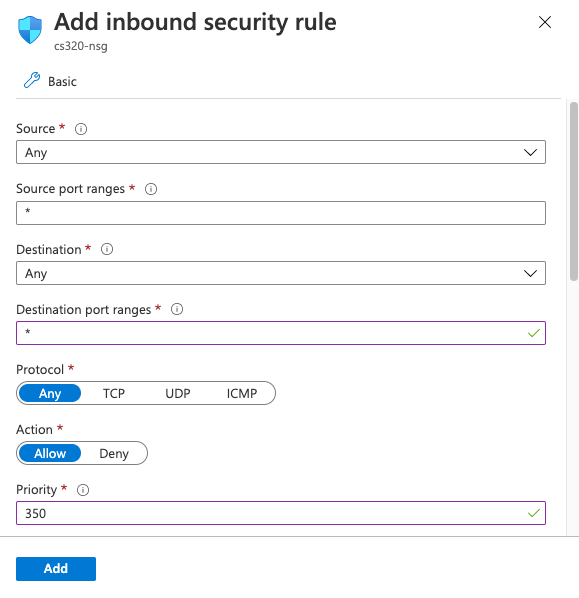 Add inbound security rule
cs320-nsg
Basic
Source *
Any
Source port ranges *
*
Destination *
Any
Destination port ranges *
*
Protocol *
Any TCP UDP ICMP
Action *
Allow Deny
Priority *
350
Add